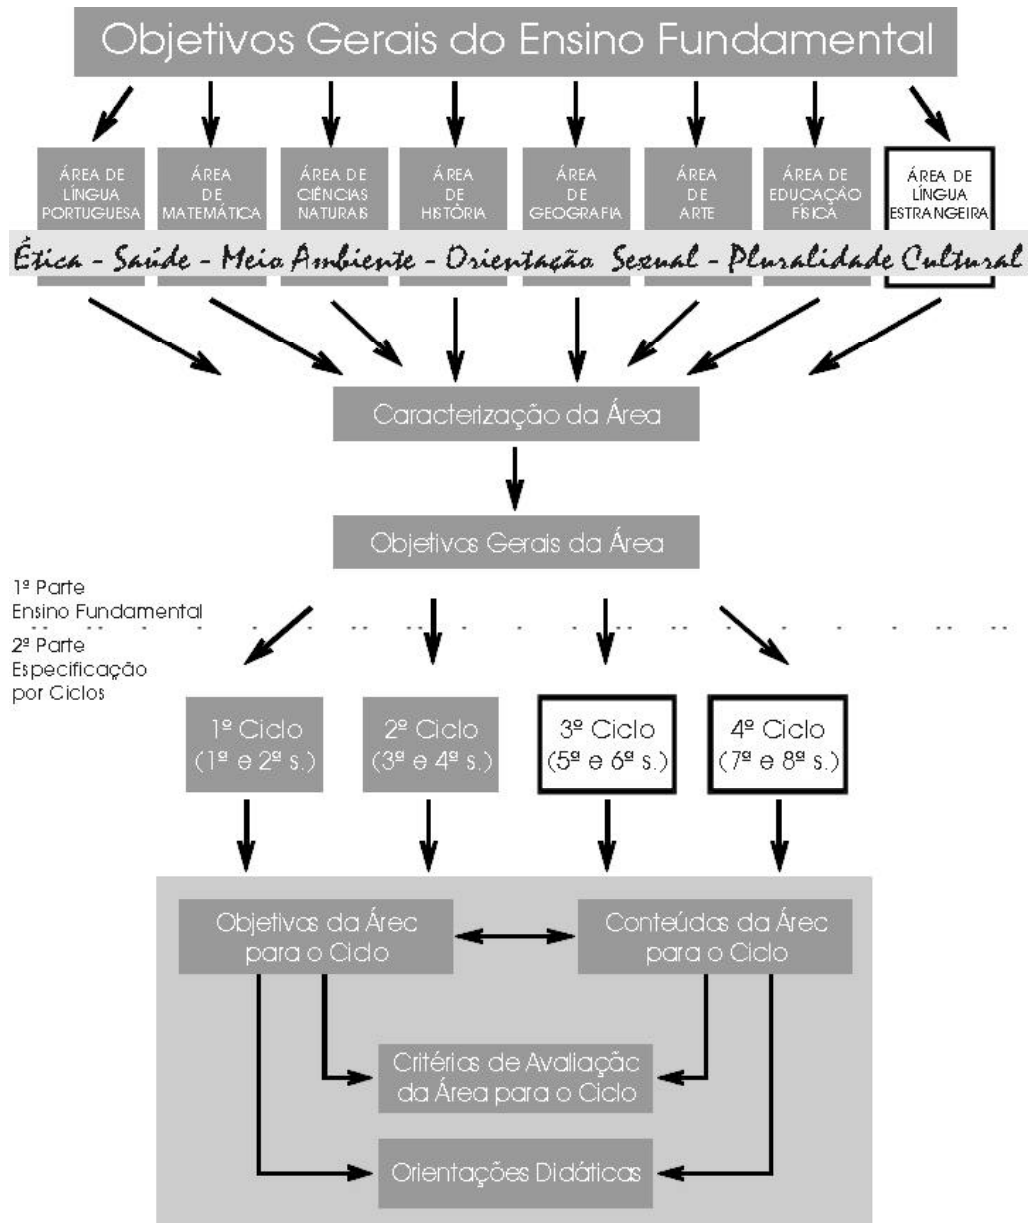 Objetivos Gerais do Ensino Fundamental
ÁREA DE
LÍNGUA
PORTUGUESA
ÁREA
DE
MATEMÁTICA
ÁREA DE
CIÊNCIAS
NATURAIS
ÁREA
DE
HISTÓRIA
ÁREA
DE
GEOGRAFIA
ÁREA
DE
ARTE
ÁREA DE
EDUCAÇÃO
FÍSICA
ÁREA DE
LÍNGUA
ESTRANGEIRA
Ética - Saúde - Meio Ambiente - Orientação Sexual - Pluralidade Cultural
Caracterização da Área
Objetivos Gerais da Área
1ª Parte
Ensino Fundamental
2ª Parte
Especificação
por Ciclos
1º Ciclo
(1ª e 2ª s.)
2º Ciclo
(3ª e 4ª s.)
3º Ciclo
(5ª e 6ª s.)
4º Ciclo
(7ª e 8ª s.)
Objetivos da Árec
para o Ciclo
Conteúdos da Árec
para o Ciclo
Critérios de Avaliação
da Área para o Ciclo
Orientações Didáticas